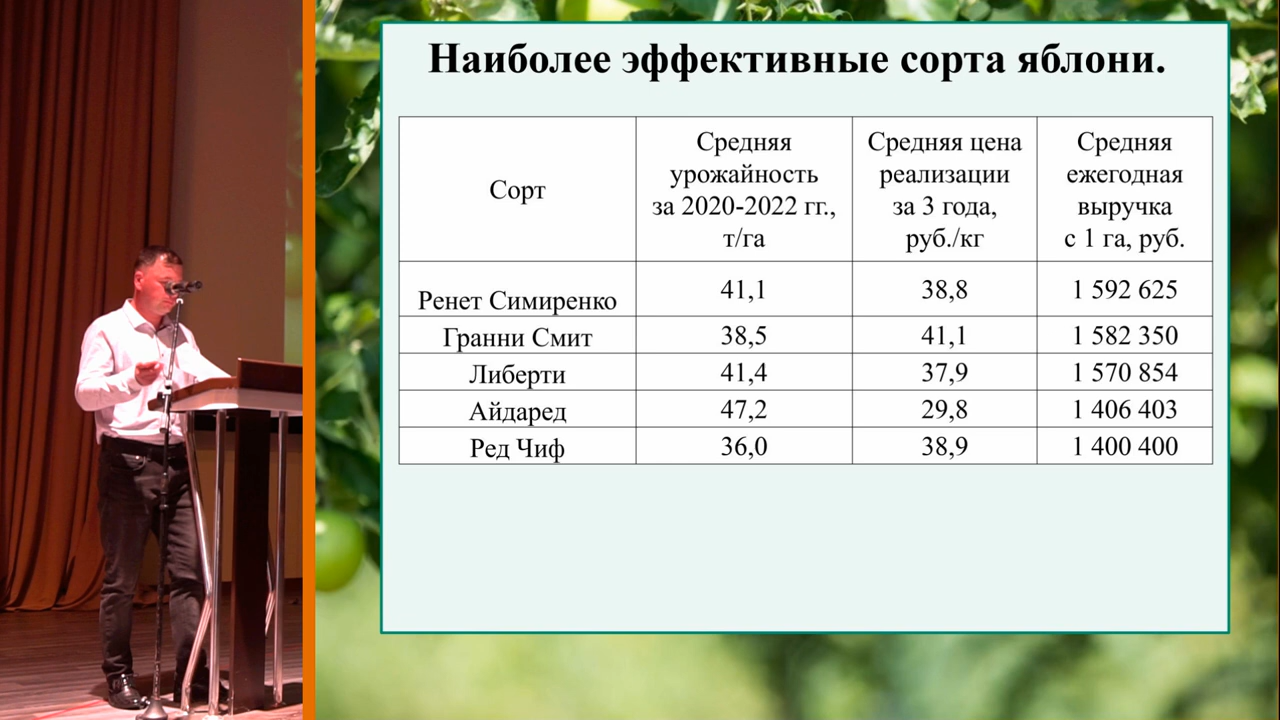 Наиболее эффективные сорта яблони.
Сорт
Средняя
урожайность
за 2020-2022 гг.,
т/га
Средняя цена
реализации
за 3 года,
руб./кг
Средняя
ежегодная
выручка
с 1 га, руб.
Ренет Симиренко 41,1 38,8 1 592 625
Гранни Смит 38,5 41,1 1 582 350
Либерти 41,4 37,9 1 570 854
Айдаред 47,2 29,8 1 406 403
Ред Чиф 36,0 38,9 1 400 400